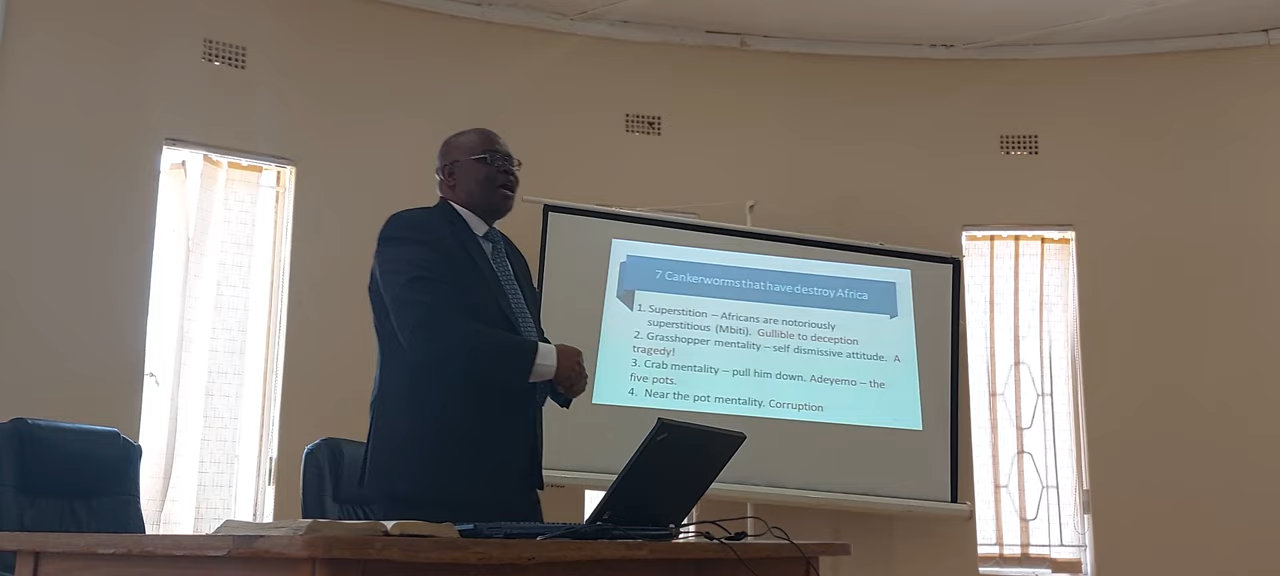 7 Cankerworms that have destroy Africa
1. Superstition – Africans are notoriously
superstitious (Mbiti). Gullible to deception
2. Grasshopper mentality – self dismissive attitude. A
tragedy!
3. Crab mentality – pull him down. Adeyemo – the
five pots.
4. Near the pot mentality. Corruption